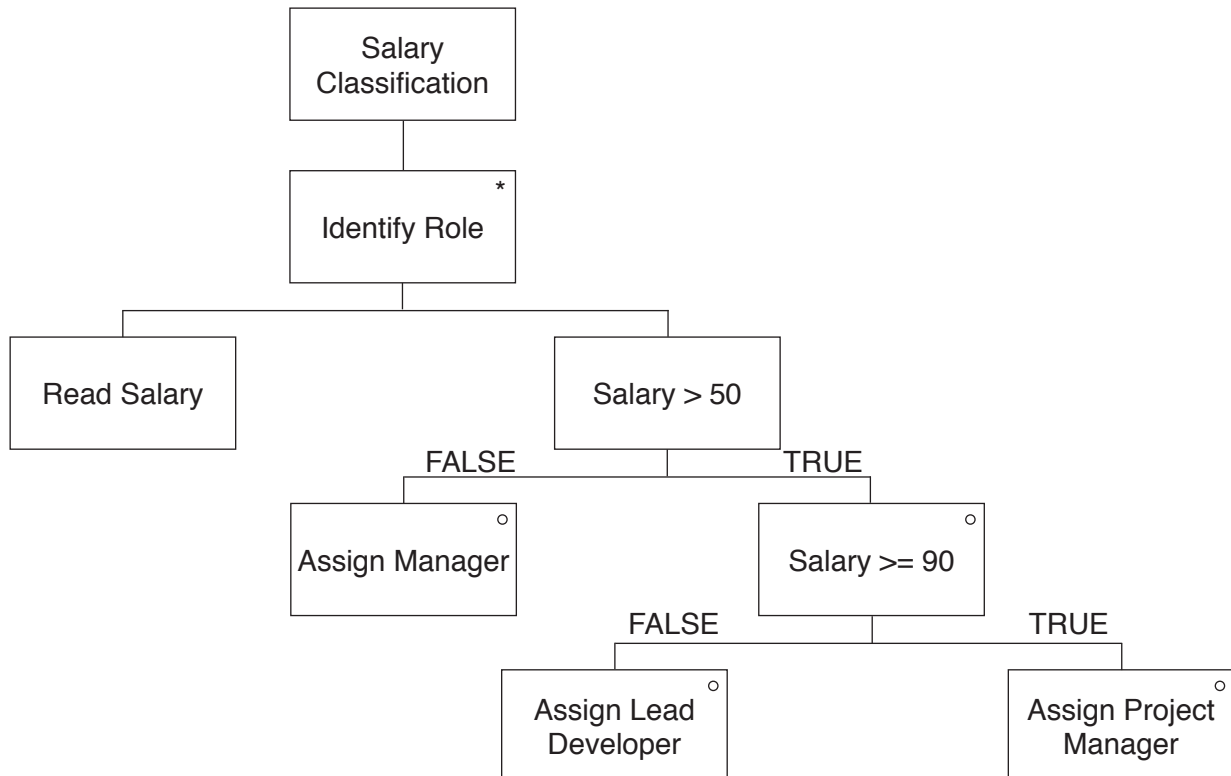 Salary
Classification
*
Identify Role
Read Salary
Salary > 50
FALSE
TRUE
Assign Manager
Salary >= 90
FALSE
TRUE
Assign Lead
Developer
Assign Project
Manager